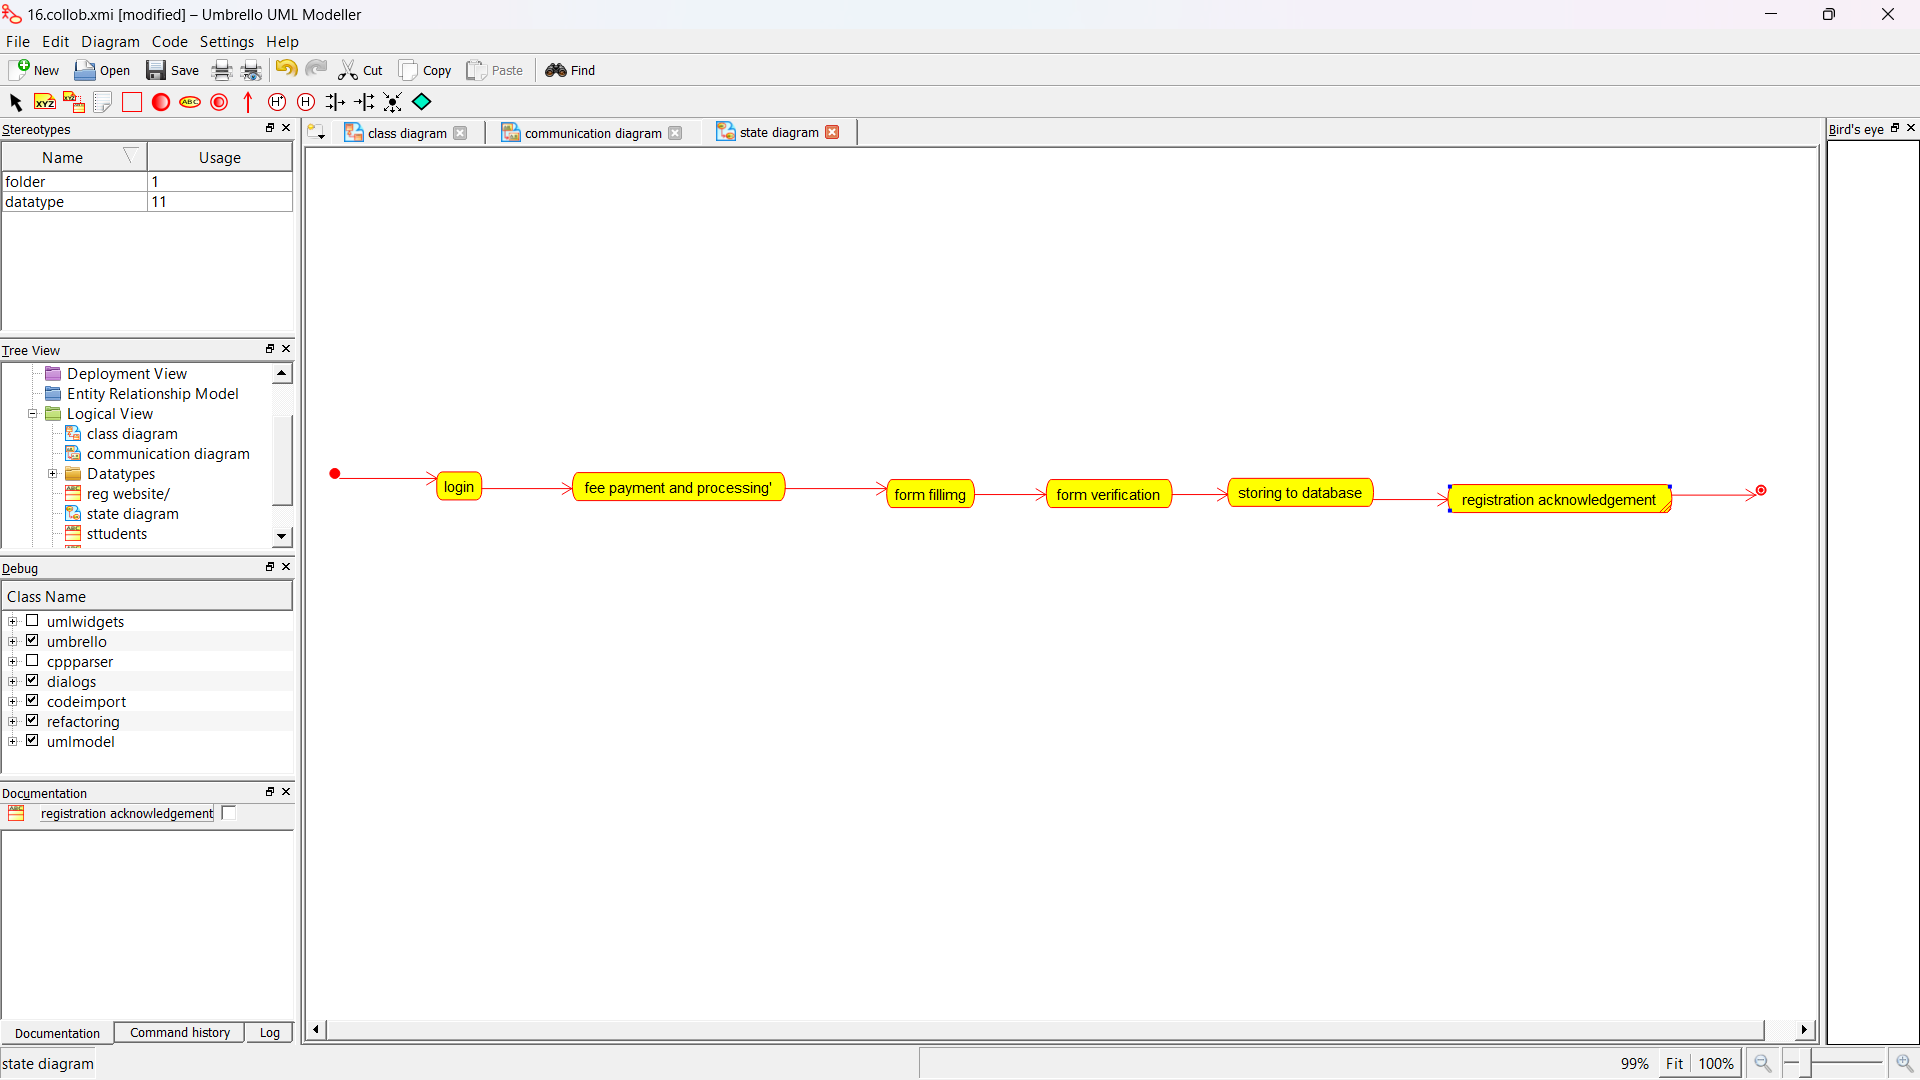 16.collob.xmi [modified] – Umbrello UML Modeller
File Edit Diagram Code Settings Help
New Open Save Cut Copy Paste Find
XYZ XYZ ABC H* H
Stereotypes
Name Usage
folder 1
datatype 11
Tree View
Deployment View
Entity Relationship Model
Logical View
class diagram
communication diagram
Datatypes
reg website/
state diagram
sttudents
Debug
Class Name
umlwidgets
umbrello
cppparser
dialogs
codeimport
refactoring
umlmodel
Documentation
registration acknowledgement
Documentation Command history Log
class diagram communication diagram state diagram
login
fee payment and processing'
form fillimg
form verification
storing to database
registration acknowledgement
Bird's eye
state diagram
99% Fit 100%